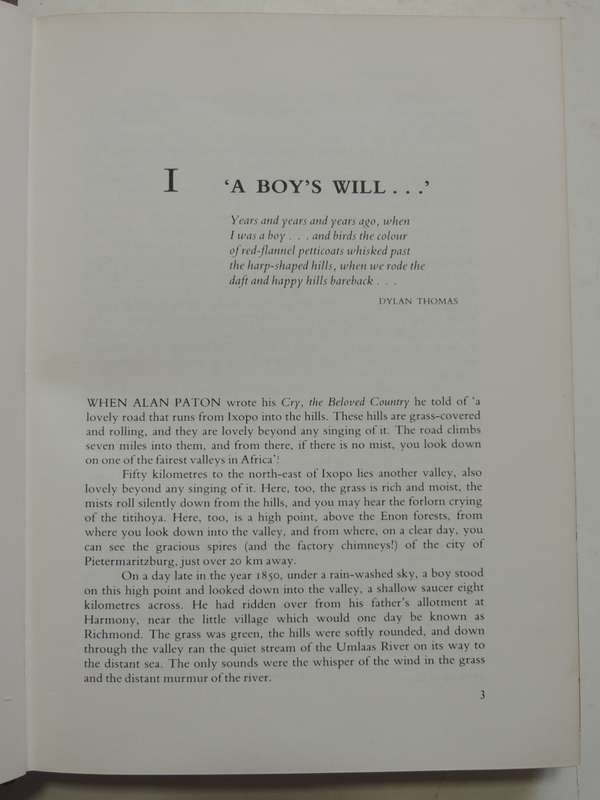 I ‘A BOY’S WILL . . .’
Years and years and years ago, when
I was a boy . . . and birds the colour
of red-flannel petticoats whisked past
the harp-shaped hills, when we rode the
daft and happy hills bareback . . .
DYLAN THOMAS
WHEN ALAN PATON wrote his Cry, the Beloved Country he told of ‘a
lovely road that runs from Ixopo into the hills. These hills are grass-covered
and rolling, and they are lovely beyond any singing of it. The road climbs
seven miles into them, and from there, if there is no mist, you look down
on one of the fairest valleys in Africa’.¹
Fifty kilometres to the north-east of Ixopo lies another valley, also
lovely beyond any singing of it. Here, too, the grass is rich and moist, the
mists roll silently down from the hills, and you may hear the forlorn crying
of the titihoya. Here, too, is a high point, above the Enon forests, from
where you look down into the valley, and from where, on a clear day, you
can see the gracious spires (and the factory chimneys!) of the city of
Pietermaritzburg, just over 20 km away.
On a day late in the year 1850, under a rain-washed sky, a boy stood
on this high point and looked down into the valley, a shallow saucer eight
kilometres across. He had ridden over from his father’s allotment at
Harmony, near the little village which would one day be known as
Richmond. The grass was green, the hills were softly rounded, and down
through the valley ran the quiet stream of the Umlaas River on its way to
the distant sea. The only sounds were the whisper of the wind in the grass
and the distant murmur of the river.
3